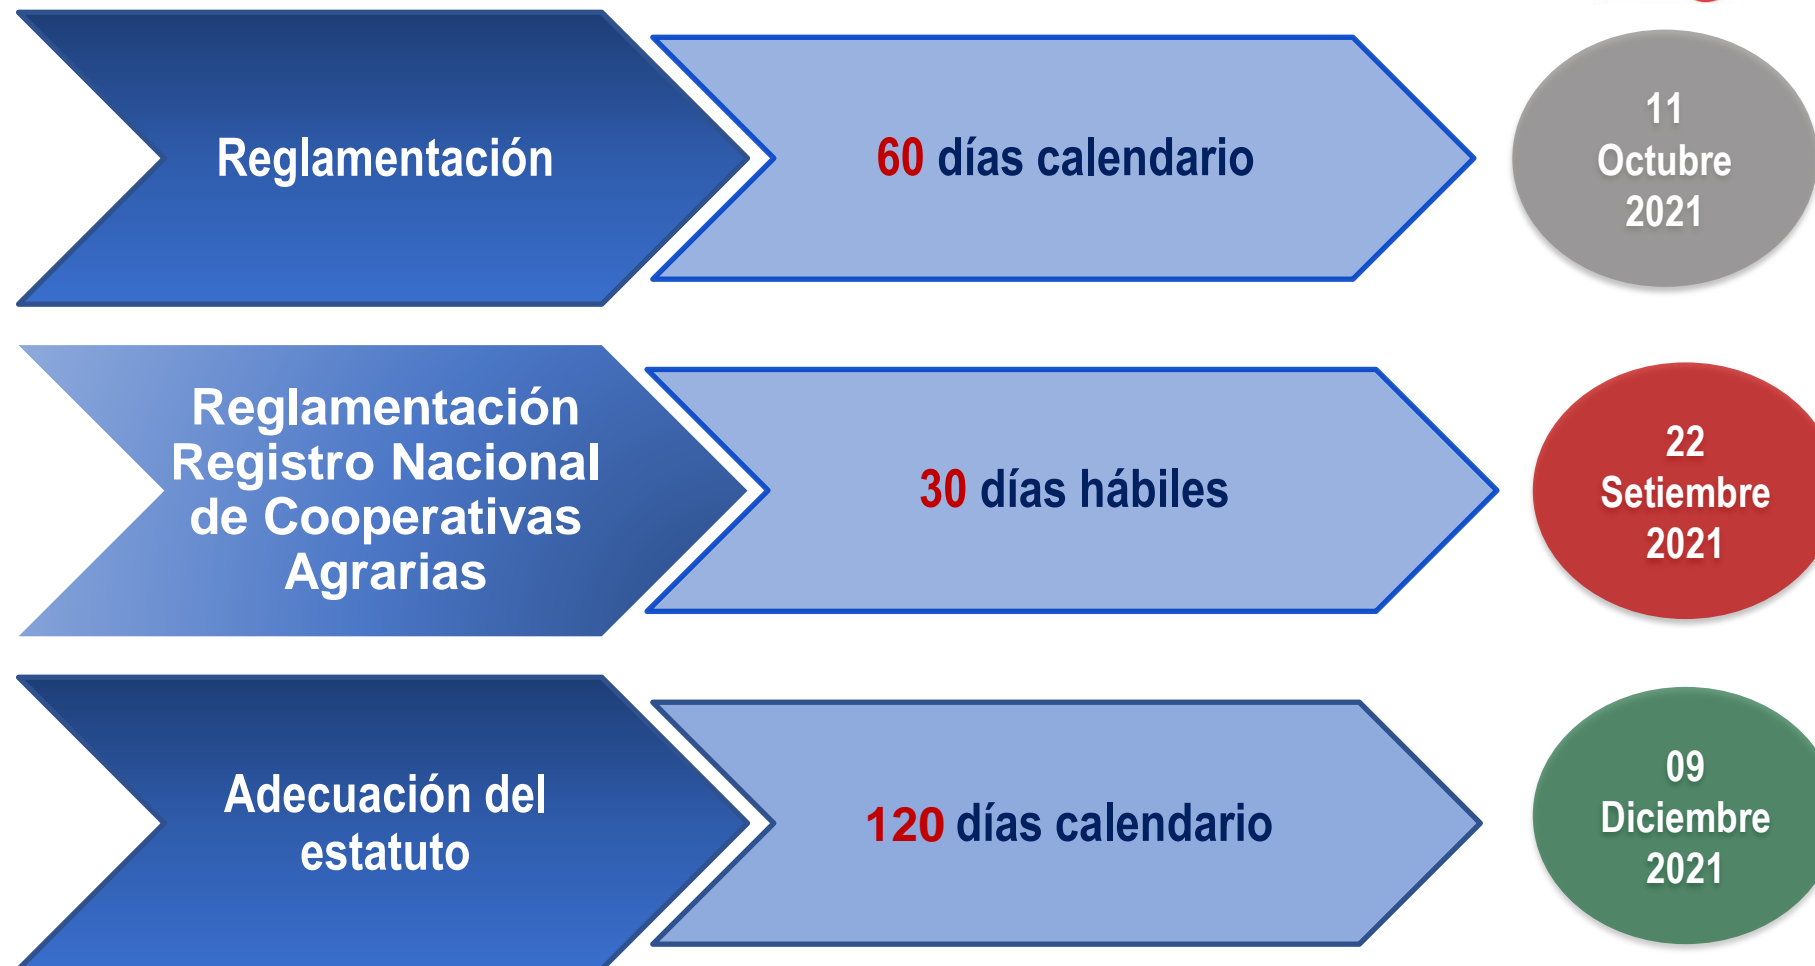 Reglamentación
60 días calendario
11
Octubre
2021
Reglamentación
Registro Nacional
de Cooperativas
Agrarias
30 días hábiles
22
Setiembre
2021
Adecuación del
estatuto
120 días calendario
09
Diciembre
2021